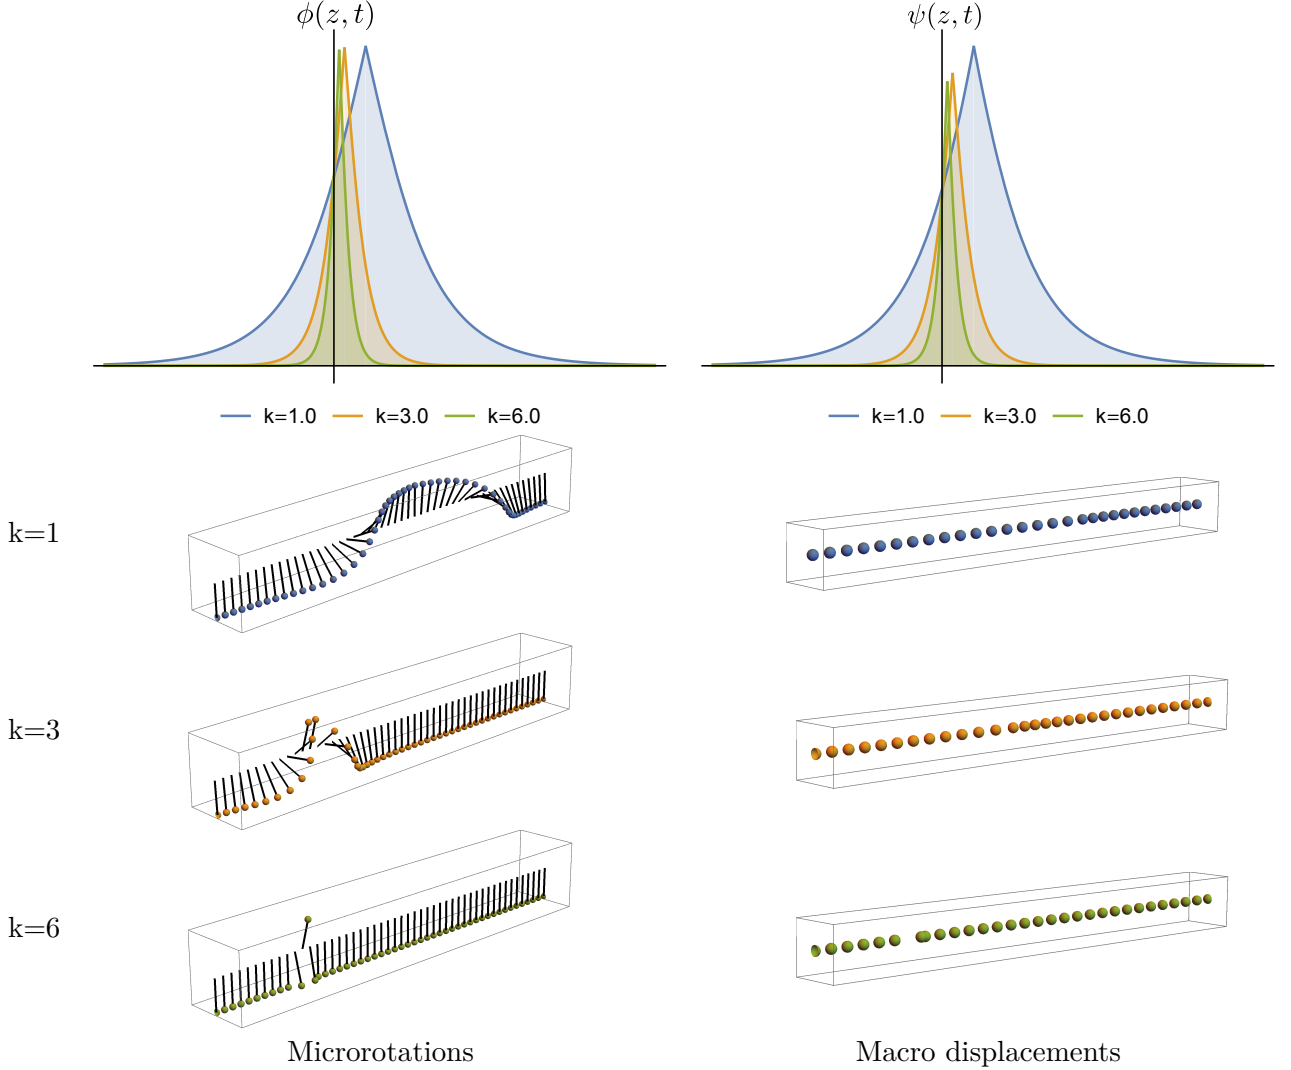 ϕ(z, t) ψ(z, t)
k=1.0 k=3.0 k=6.0 k=1.0 k=3.0 k=6.0
k=1
k=3
k=6
Microrotations Macro displacements